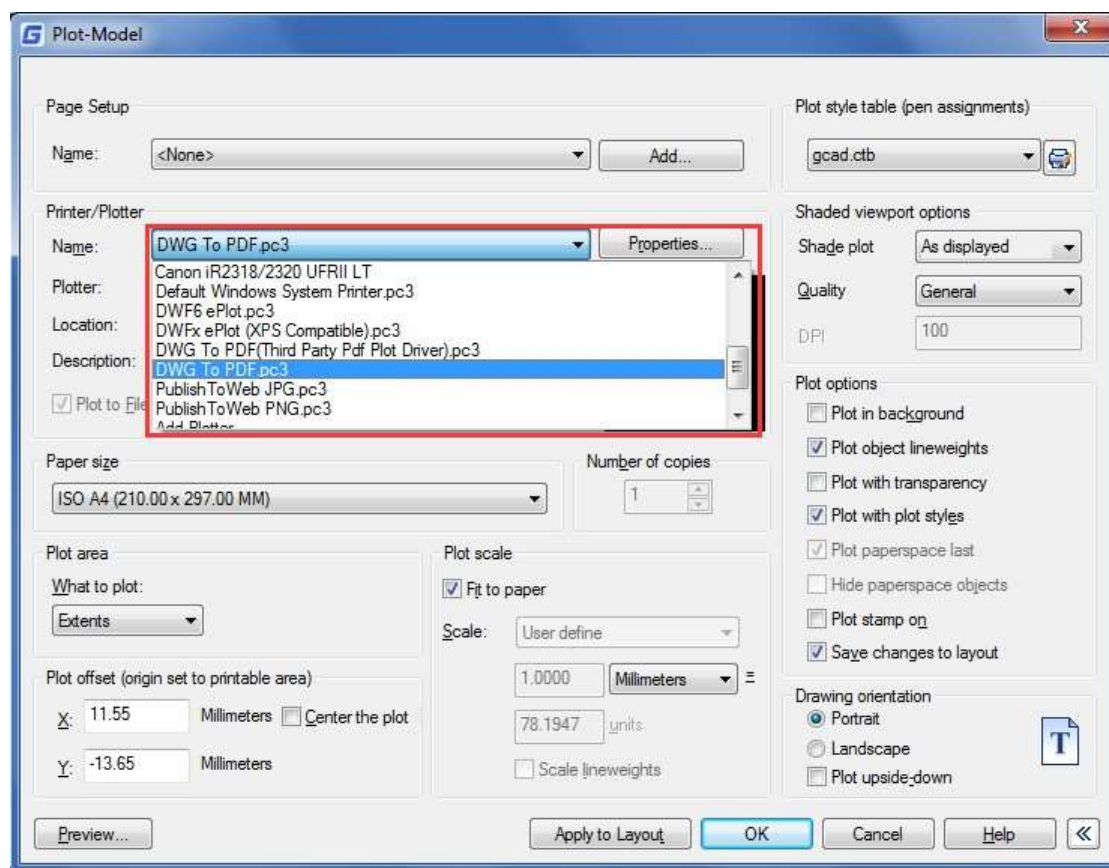 Plot-Model
Page Setup
Name: <None> Add...
Plot style table (pen assignments)
gcad.ctb
Printer/Plotter
Name: DWG To PDF.pc3 Properties...
Canon iR2318/2320 UFRII LT
Default Windows System Printer.pc3
DWF6 ePlot.pc3
DWFx ePlot (XPS Compatible).pc3
DWG To PDF(Third Party Pdf Plot Driver).pc3
DWG To PDF.pc3
PublishToWeb JPG.pc3
PublishToWeb PNG.pc3
Add Plotter
Plotter:
Location:
Description:
Plot to File
Shaded viewport options
Shade plot As displayed
Quality General
DPI 100
Paper size
ISO A4 (210.00 x 297.00 MM)
Number of copies
1
Plot options
Plot in background
Plot object lineweights
Plot with transparency
Plot with plot styles
Plot paperspace last
Hide paperspace objects
Plot stamp on
Save changes to layout
Plot area
What to plot:
Extents
Plot scale
Fit to paper
Scale: User define
1.0000 Millimeters =
78.1947 units
Scale lineweights
Plot offset (origin set to printable area)
X: 11.55 Millimeters Center the plot
Y: -13.65 Millimeters
Drawing orientation
Portrait
Landscape
Plot upside-down
T
Preview... Apply to Layout OK Cancel Help